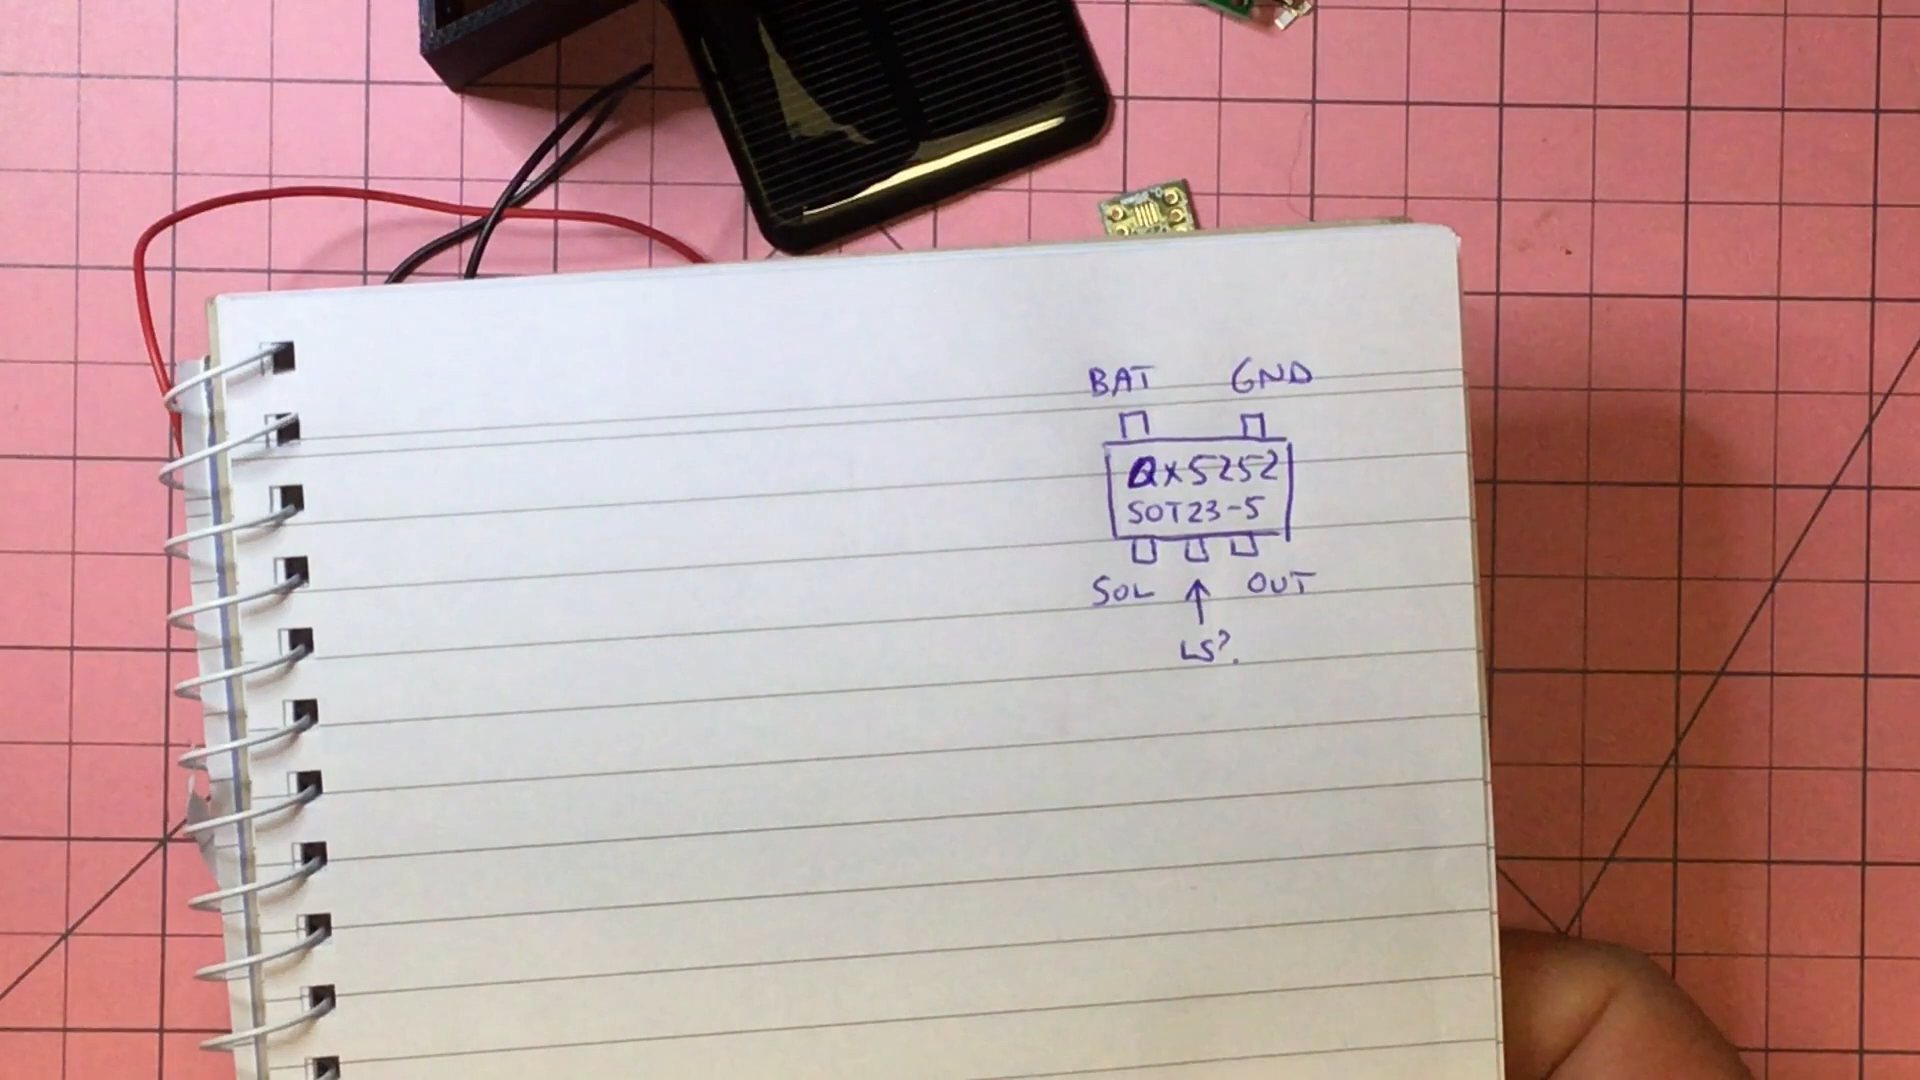 BAT GND
QX5252
SOT23-5
SOL ↑ OUT
LS?.